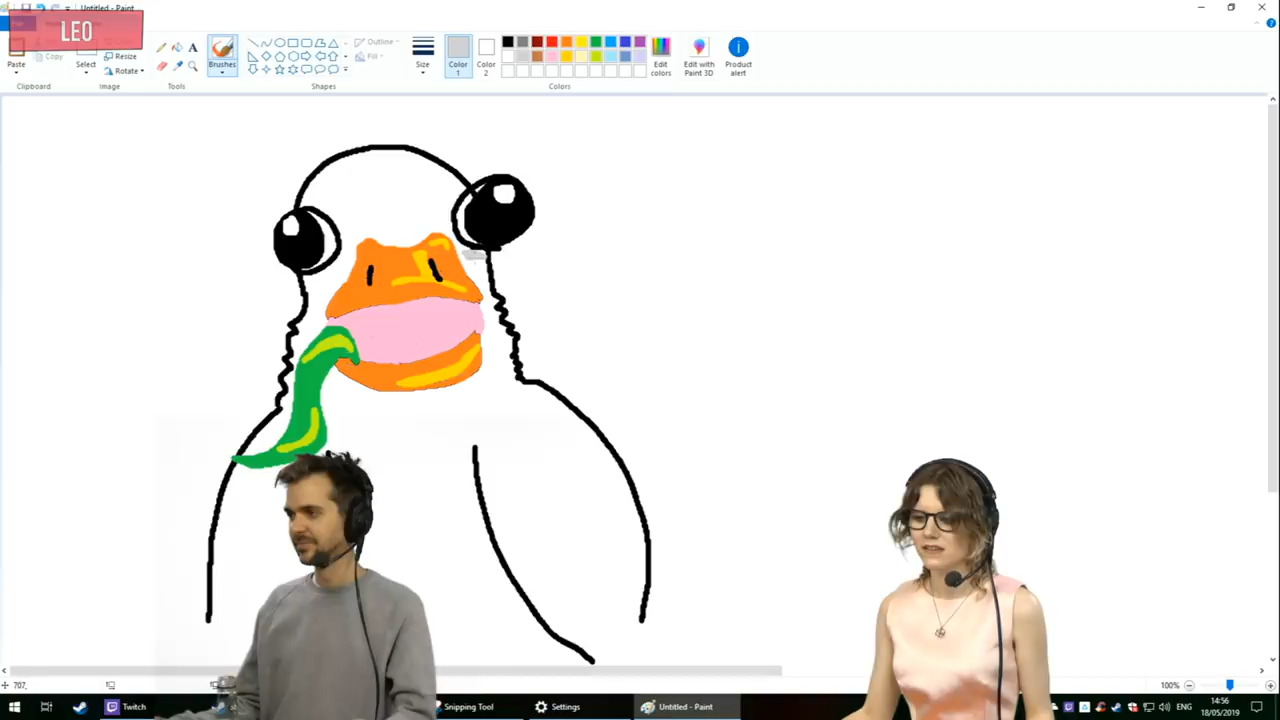 Untitled - Paint
LEO
Paste
Copy
Clipboard
Select
Resize
Rotate
Image
A
Tools
Brushes
Outline
Fill
Shapes
Size
Color 1
Color 2
Edit colors
Edit with Paint 3D
Product alert
Colors
707,
100%
Twitch
Snipping Tool
Settings
Untitled - Paint
ENG
14:56
18/05/2019